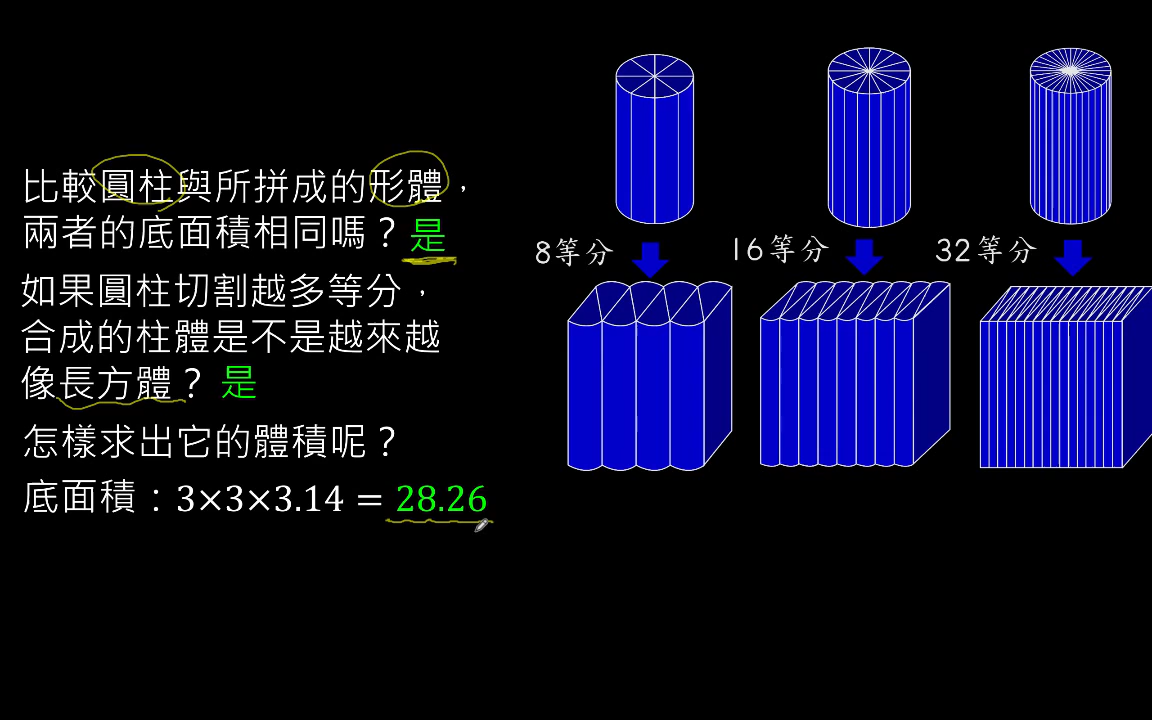 比較圓柱與所拼成的形體，
兩者的底面積相同嗎？是
如果圓柱切割越多等分，
合成的柱體是不是越來越
像長方體？是
怎樣求出它的體積呢？
底面積：3×3×3.14 = 28.26
8等分
16等分
32等分